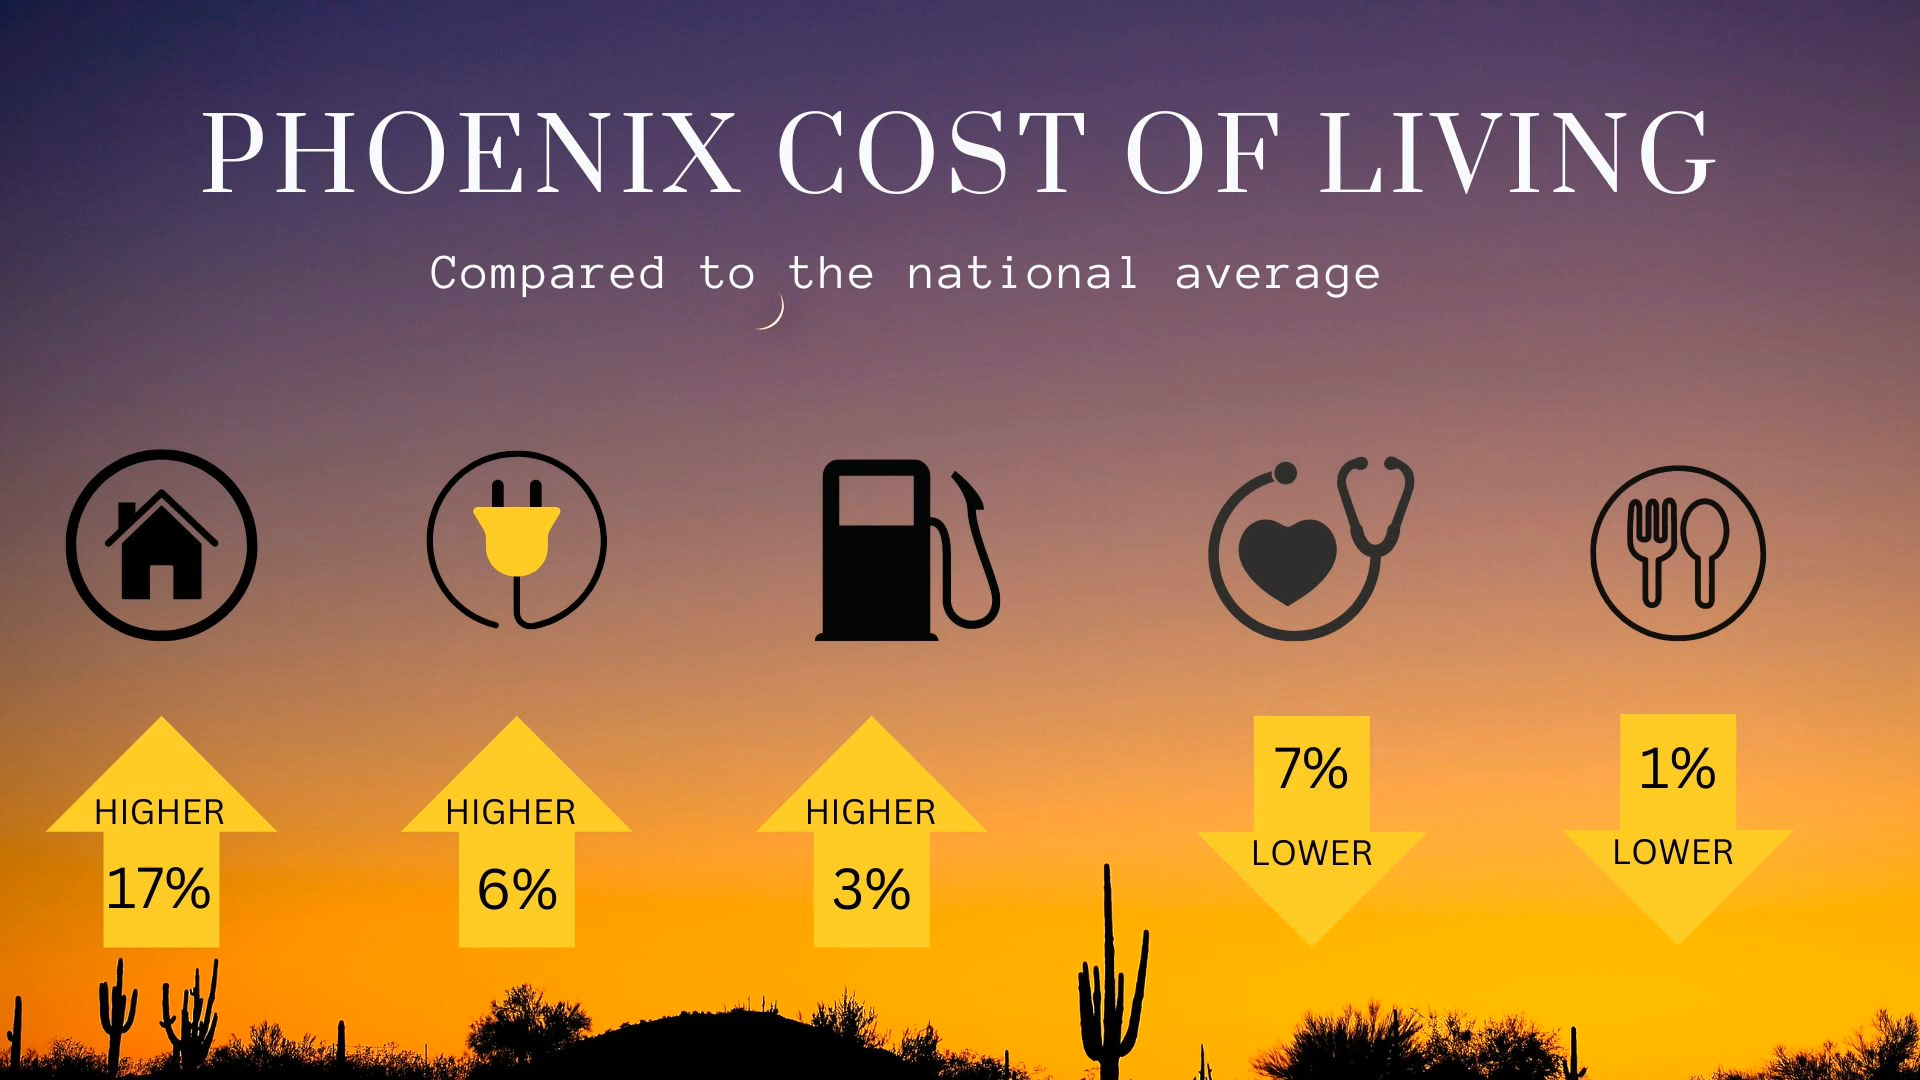 PHOENIX COST OF LIVING
Compared to the national average
HIGHER
17%
HIGHER
6%
HIGHER
3%
7%
LOWER
1%
LOWER